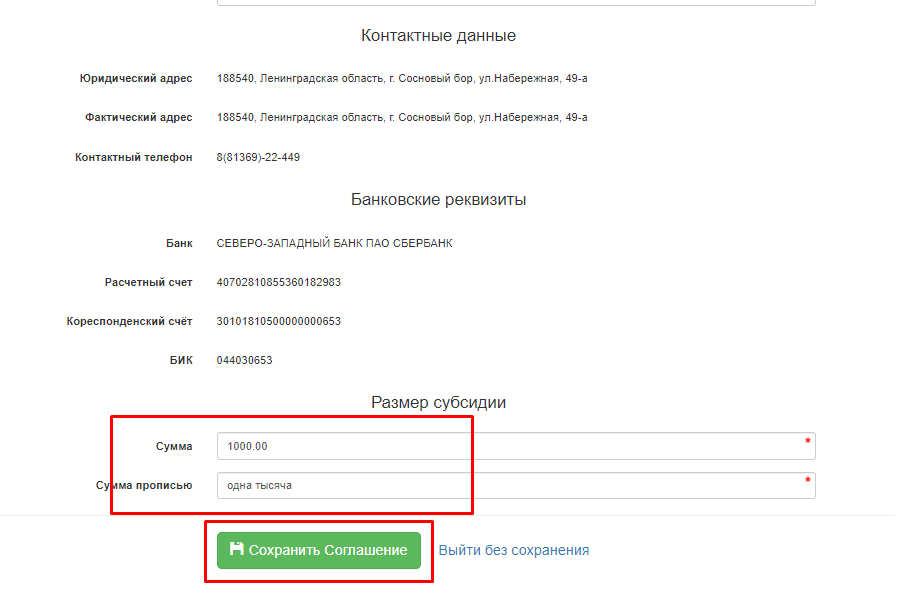 Контактные данные
Юридический адрес 188540, Ленинградская область, г. Сосновый бор, ул.Набережная, 49-а
Фактический адрес 188540, Ленинградская область, г. Сосновый бор, ул.Набережная, 49-а
Контактный телефон 8(81369)-22-449
Банковские реквизиты
Банк СЕВЕРО-ЗАПАДНЫЙ БАНК ПАО СБЕРБАНК
Расчетный счет 40702810855360182983
Кореспонденский счёт 30101810500000000653
БИК 044030653
Размер субсидии
Сумма 1000.00 *
Сумма прописью одна тысяча *
Сохранить Соглашение Выйти без сохранения